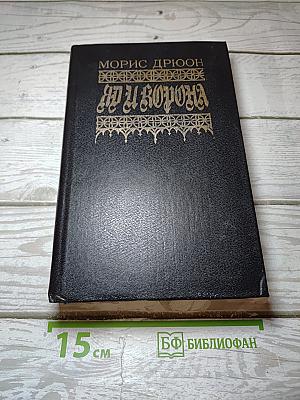 МОРИС ДРЮОН
ЯД И КОРОНА
15 см
БФ БИБЛИОФАН